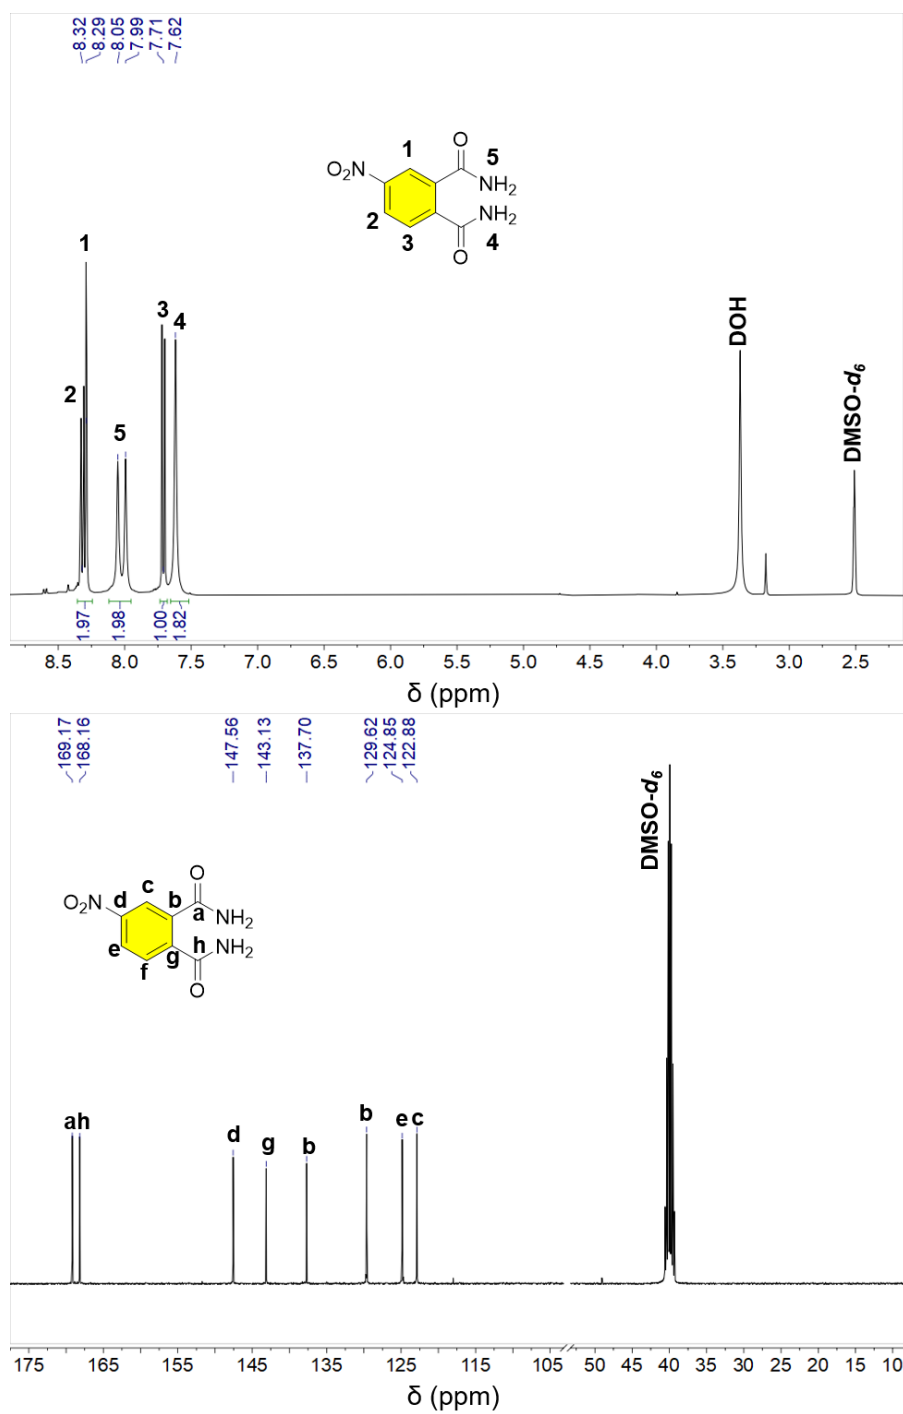 8.32
8.29
8.05
7.99
7.71
7.62
O
1
5
O₂N
NH₂
NH₂
2
3
4
O
1
2
5
3
4
DOH
DMSO-d₆
1.97
1.98
1.00
1.82
8.5 8.0 7.5 7.0 6.5 6.0 5.5 5.0 4.5 4.0 3.5 3.0 2.5
δ (ppm)
169.17
168.16
147.56
143.13
137.70
129.62
124.85
122.88
DMSO-d₆
O
O₂N d c b a NH₂
e f g h NH₂
O
a h d g b b e c
175 165 155 145 135 125 115 105 50 45 40 35 30 25 20 15 10
δ (ppm)